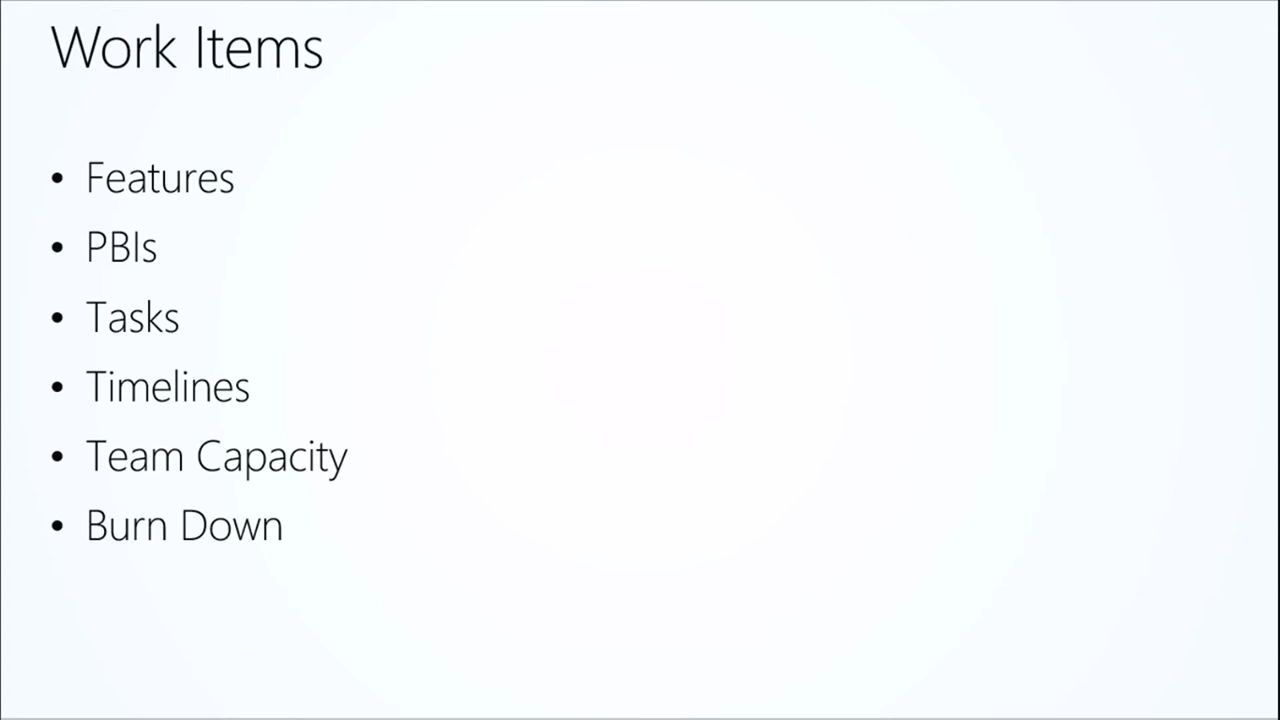 Work Items
• Features
• PBIs
• Tasks
• Timelines
• Team Capacity
• Burn Down